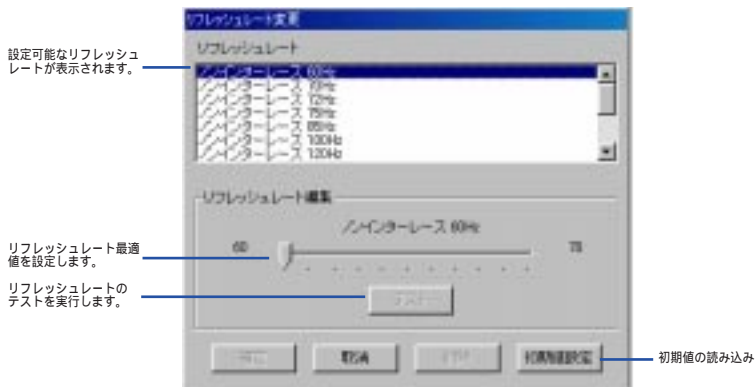 リフレッシュレート変更
リフレッシュレート
設定可能なリフレッシュ
レートが表示されます。
ノンインターレース 60Hz
ノンインターレース 70Hz
ノンインターレース 72Hz
ノンインターレース 75Hz
ノンインターレース 85Hz
ノンインターレース 100Hz
ノンインターレース 120Hz
リフレッシュレート編集
ノンインターレース 60Hz
60
70
リフレッシュレート最適
値を設定します。
リフレッシュレートの
テストを実行します。
テスト
取消
初期値設定
初期値の読み込み